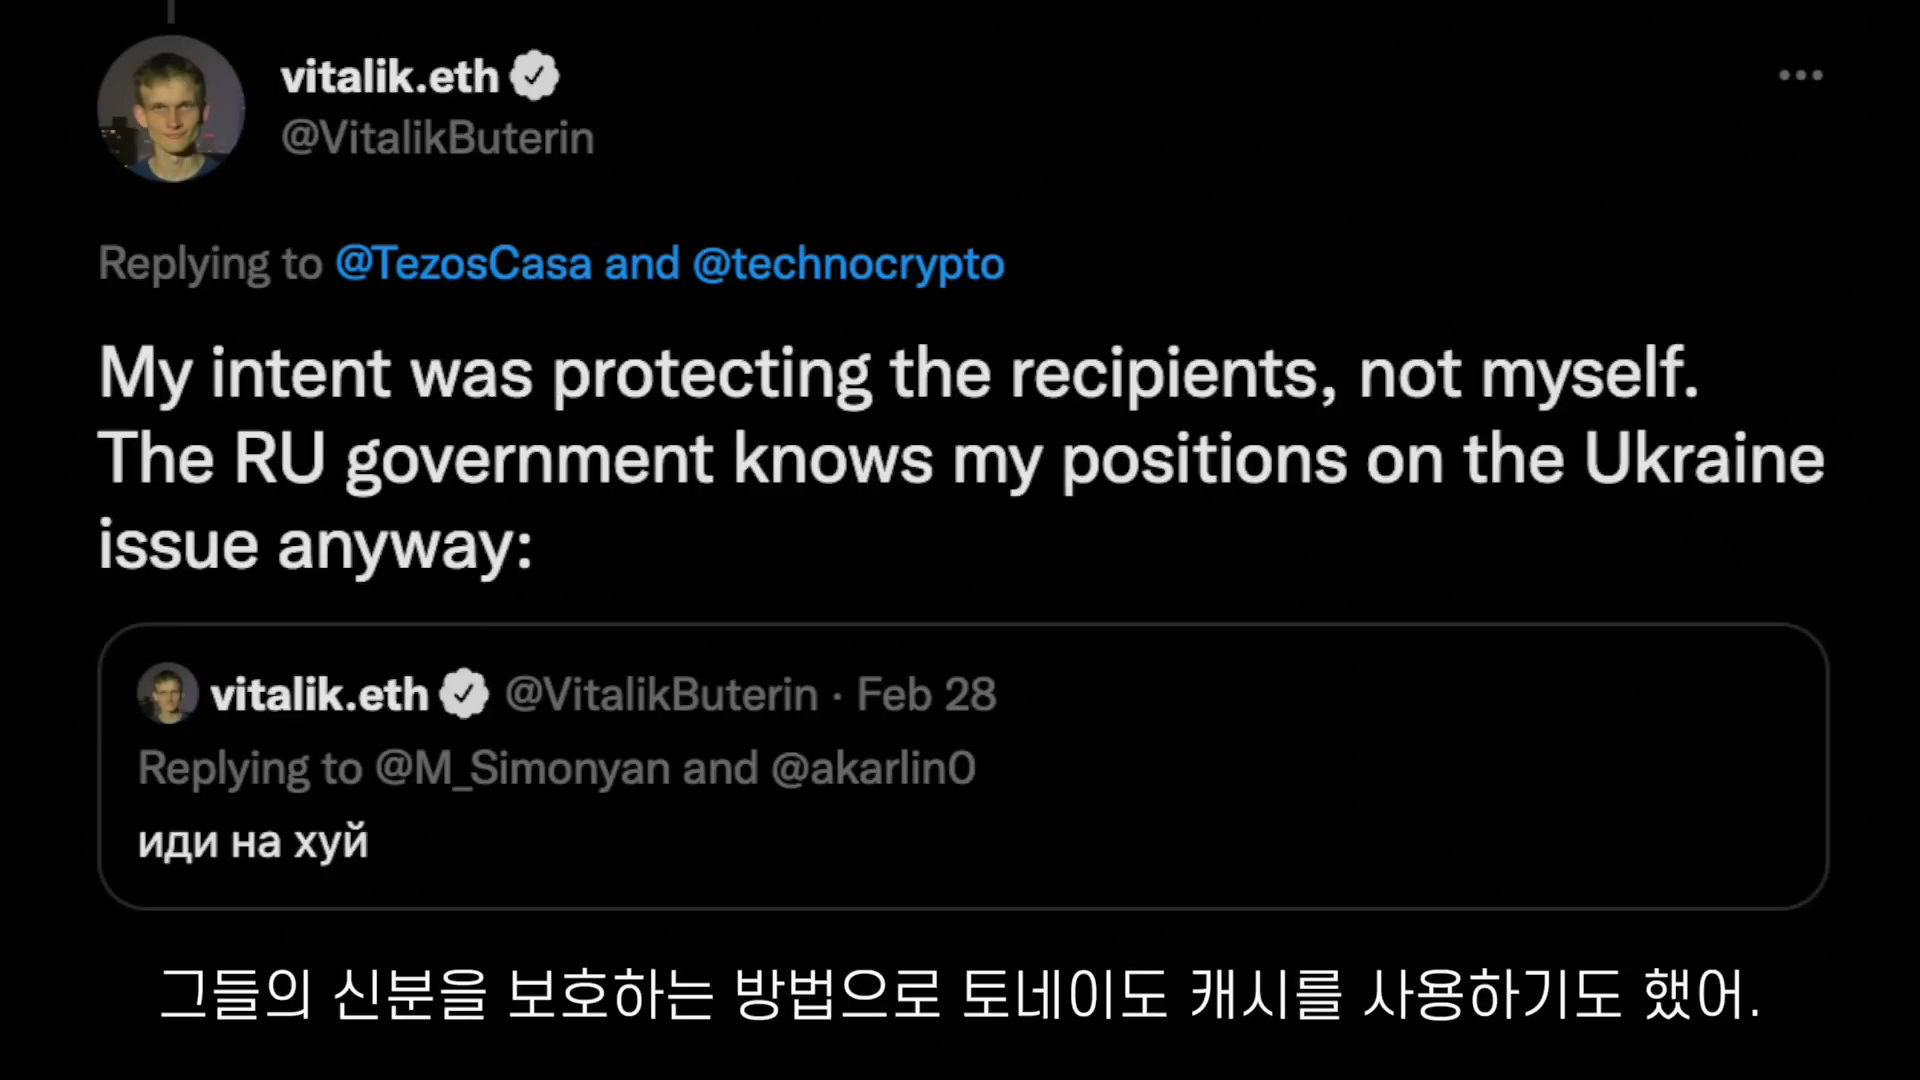 vitalik.eth
@VitalikButerin
Replying to @TezosCasa and @technocrypto
My intent was protecting the recipients, not myself.
The RU government knows my positions on the Ukraine
issue anyway:
vitalik.eth @VitalikButerin · Feb 28
Replying to @M_Simonyan and @akarlin0
иди на хуй
그들의 신분을 보호하는 방법으로 토네이도 캐시를 사용하기도 했어.